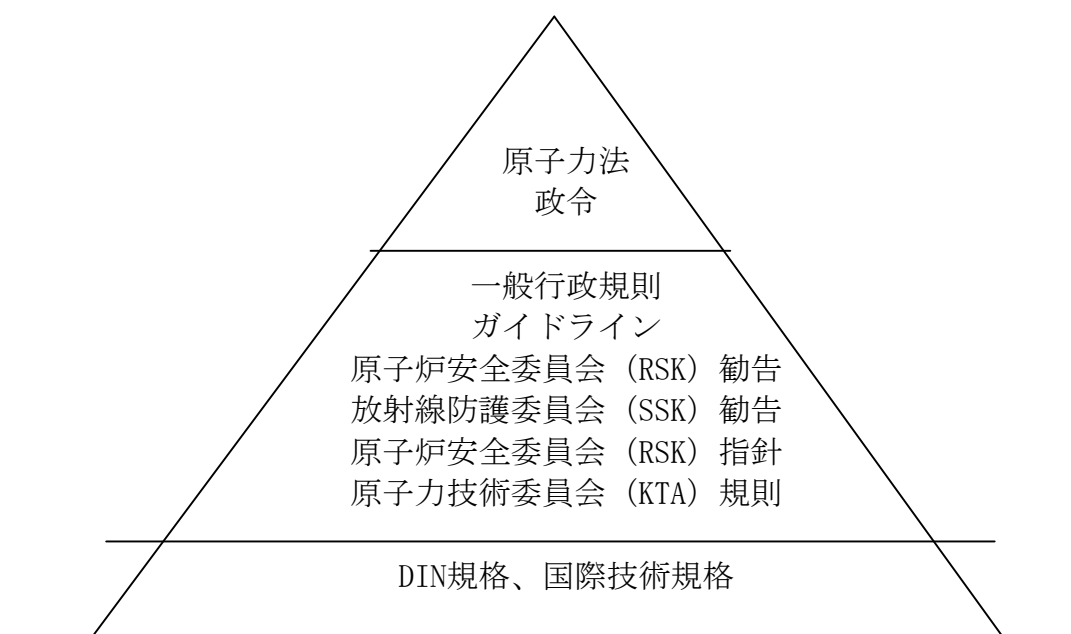 原子力法
政令
一般行政規則
ガイドライン
原子炉安全委員会 (RSK) 勧告
放射線防護委員会 (SSK) 勧告
原子炉安全委員会 (RSK) 指針
原子力技術委員会 (KTA) 規則
DIN規格、国際技術規格